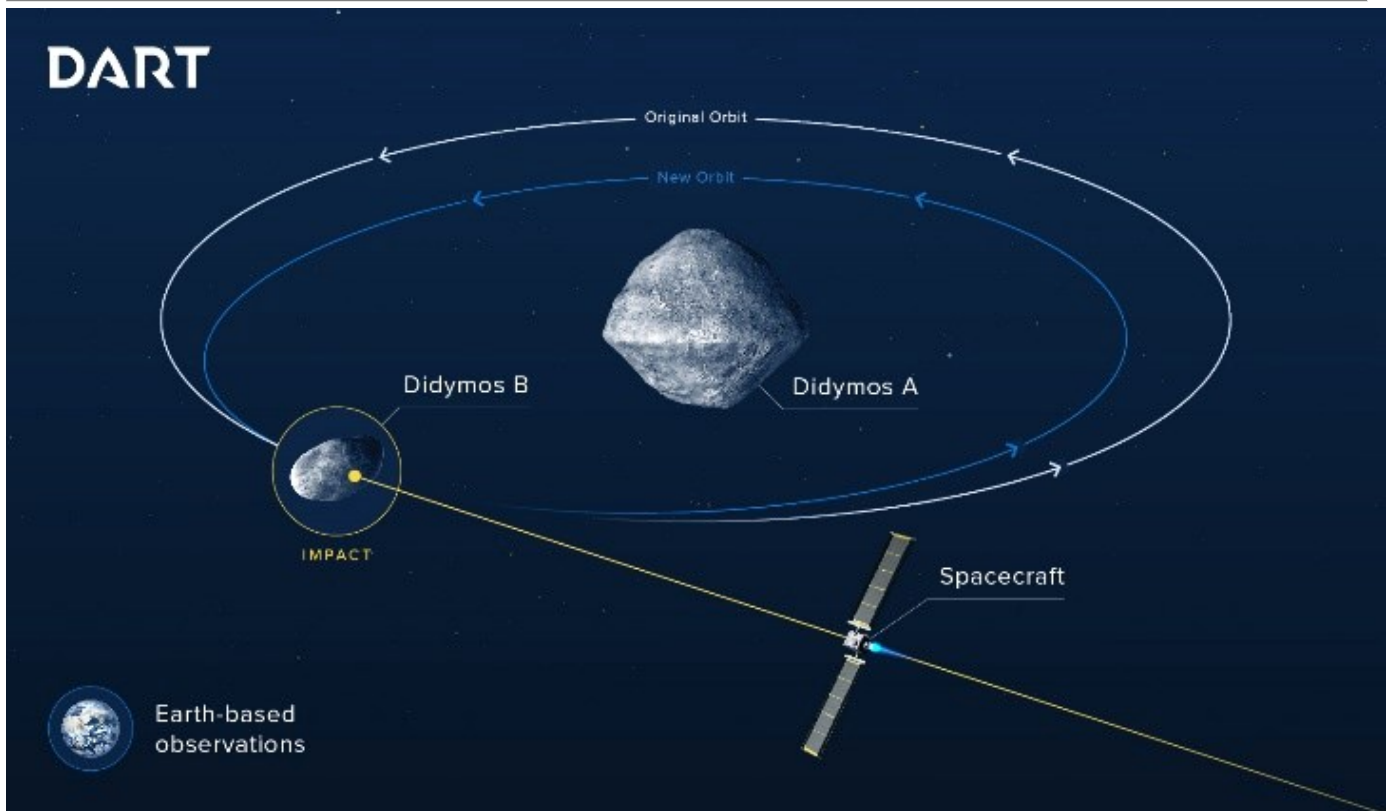 DART
Original Orbit
New Orbit
Didymos B
Didymos A
IMPACT
Spacecraft
Earth-based
observations